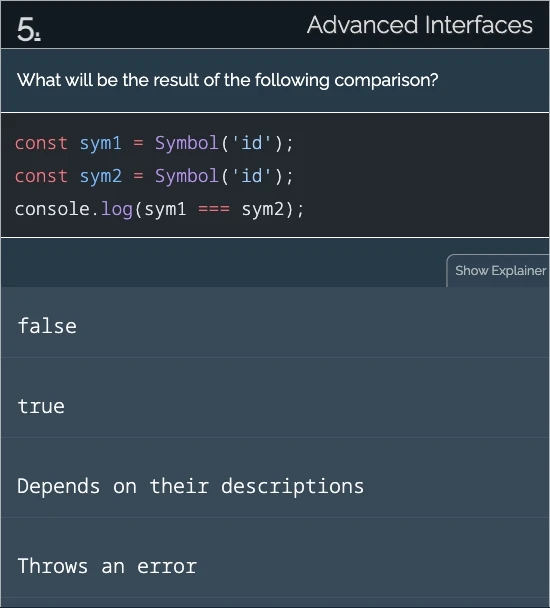 5.
Advanced Interfaces
What will be the result of the following comparison?
const sym1 = Symbol('id');
const sym2 = Symbol('id');
console.log(sym1 === sym2);
Show Explainer
false
true
Depends on their descriptions
Throws an error